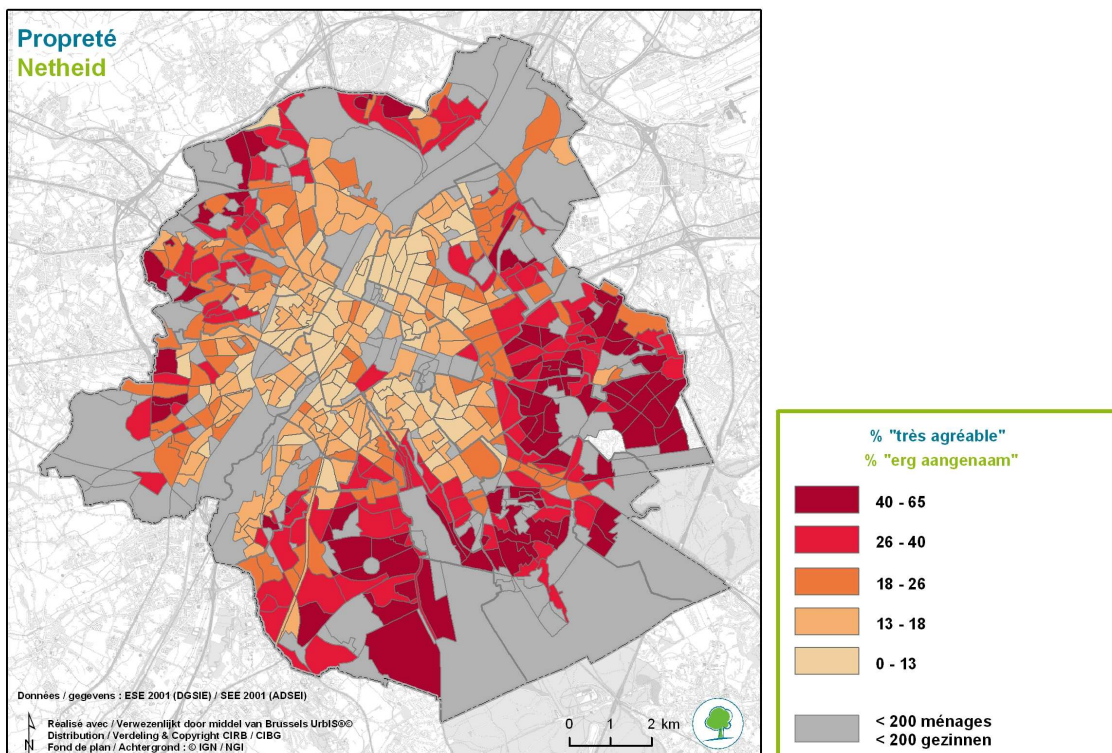 Propreté
Netheid
Données / gegevens : ESE 2001 (DGSIE) / SEE 2001 (ADSEI)
N
Réalisé avec / Verwezenlijkt door middel van Brussels UrbIS®©
Distribution / Verdeling & Copyright CIRB / CIBG
Fond de plan / Achtergrond : © IGN / NGI
0 1 2 km
% "très agréable"
% "erg aangenaam"
40 - 65
26 - 40
18 - 26
13 - 18
0 - 13
< 200 ménages
< 200 gezinnen